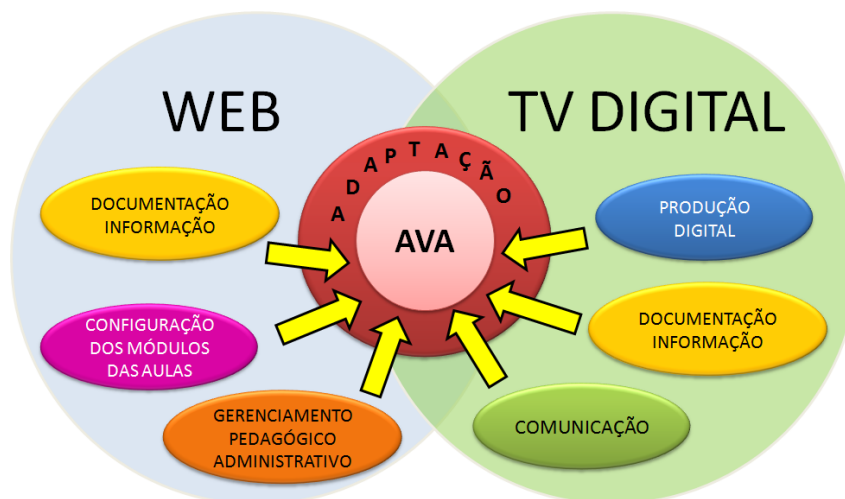 WEB
TV DIGITAL
ADAPTAÇÃO
AVA
DOCUMENTAÇÃO
INFORMAÇÃO
CONFIGURAÇÃO
DOS MÓDULOS
DAS AULAS
GERENCIAMENTO
PEDAGÓGICO
ADMINISTRATIVO
PRODUÇÃO
DIGITAL
DOCUMENTAÇÃO
INFORMAÇÃO
COMUNICAÇÃO